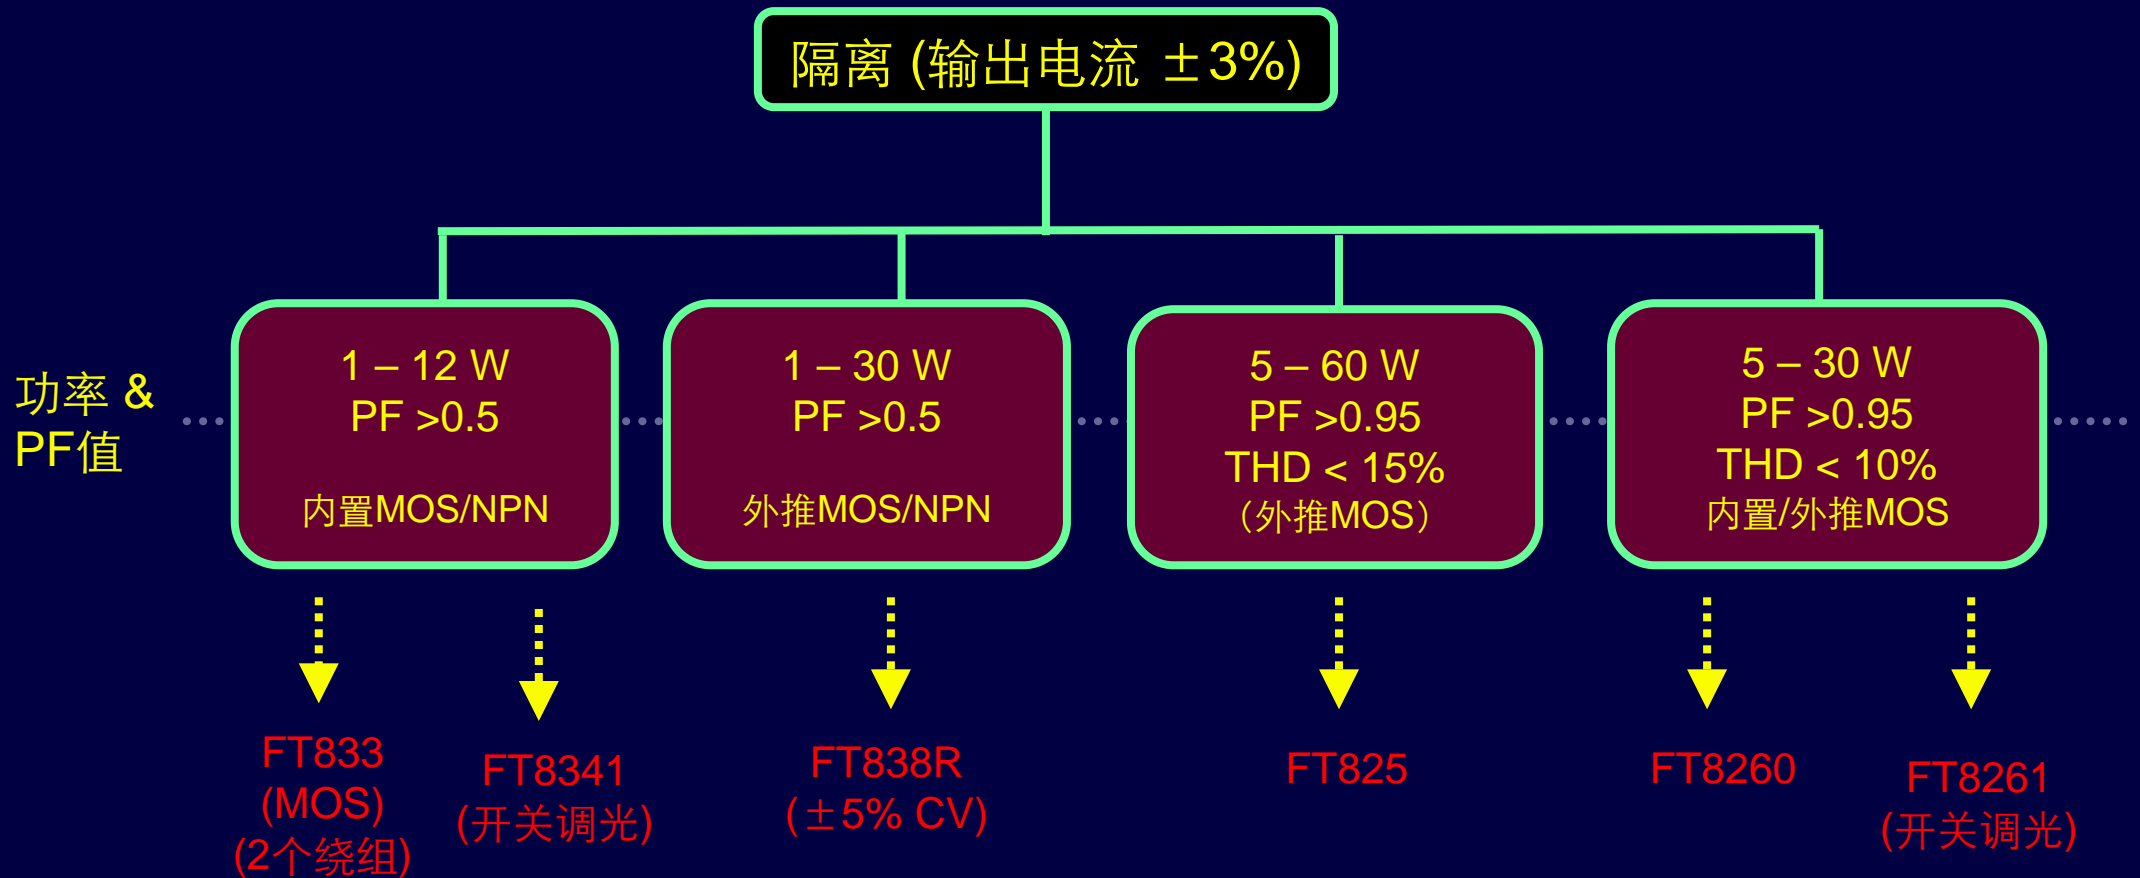 隔离 (输出电流 ±3%)
功率 &
PF值
1 – 12 W
PF >0.5
内置MOS/NPN
1 – 30 W
PF >0.5
外推MOS/NPN
5 – 60 W
PF >0.95
THD < 15%
（外推MOS）
5 – 30 W
PF >0.95
THD < 10%
内置/外推MOS
FT833
(MOS)
(2个绕组)
FT8341
(开关调光)
FT838R
(±5% CV)
FT825
FT8260
FT8261
(开关调光)